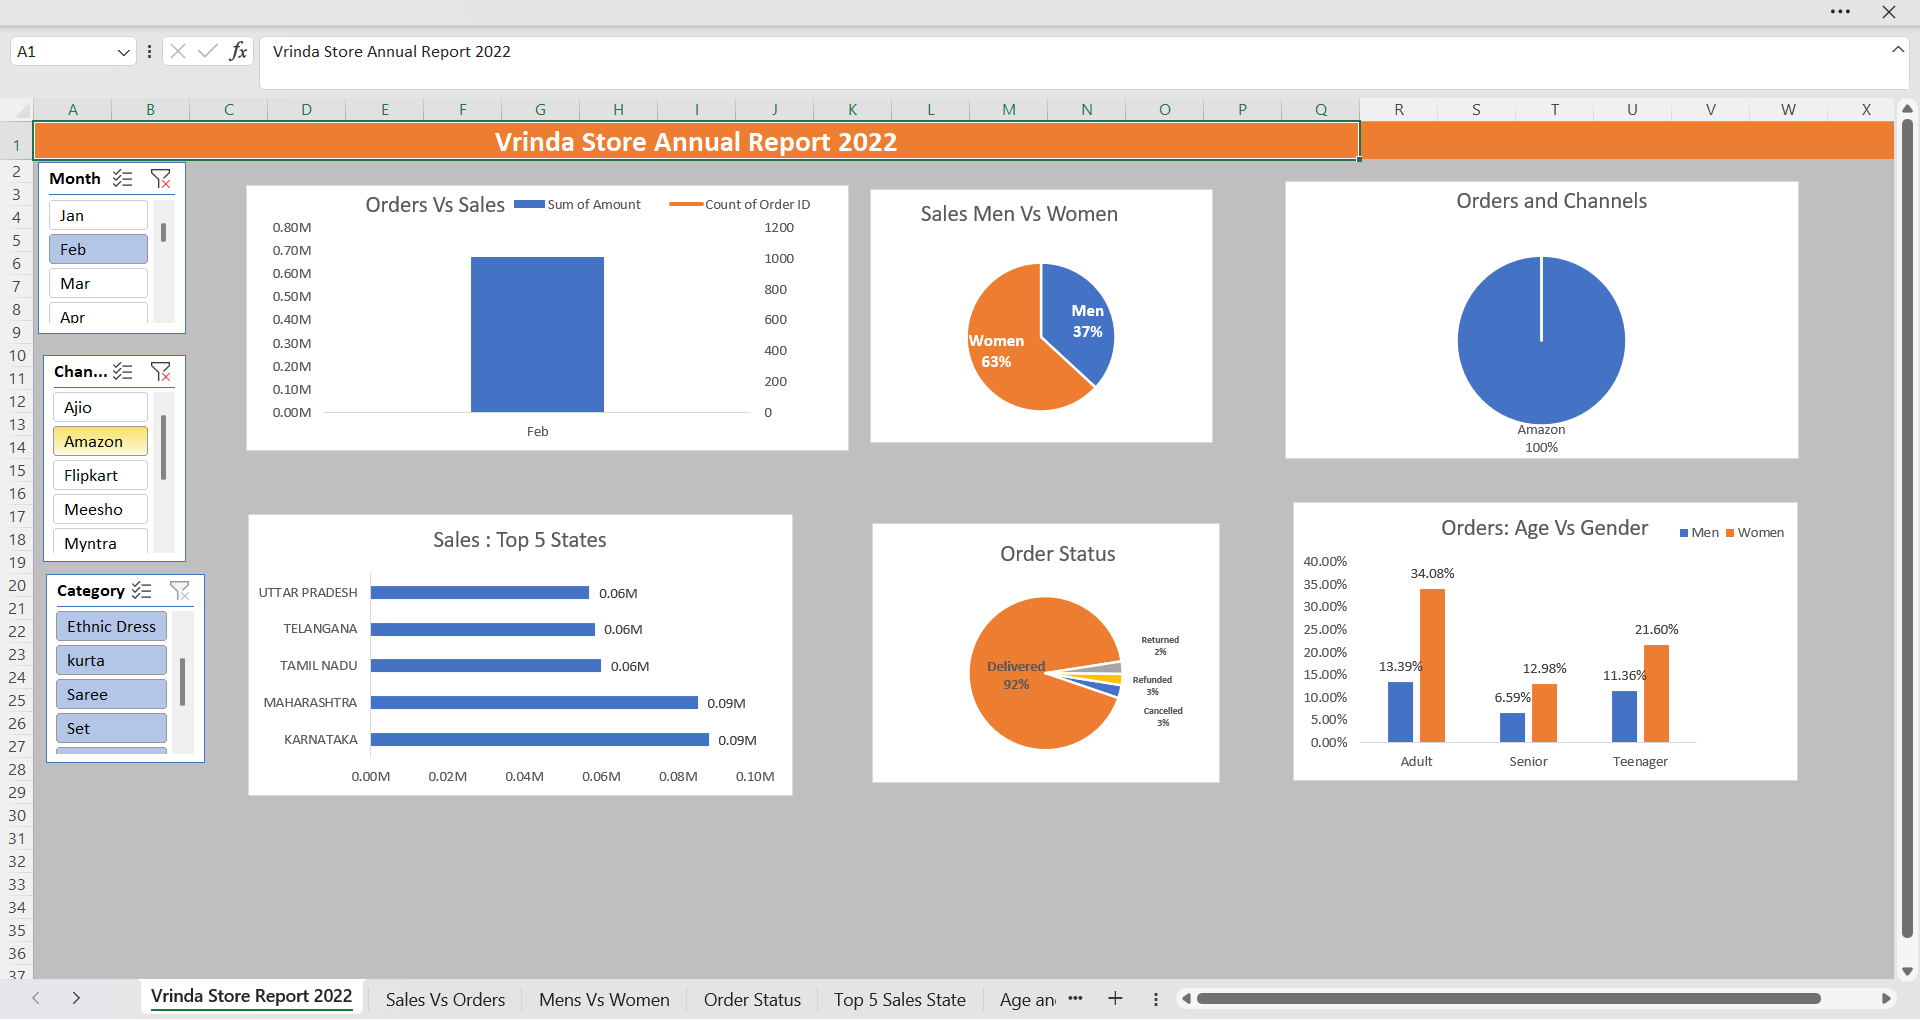 A1
fx
Vrinda Store Annual Report 2022
A B C D E F G H I J K L M N O P Q R S T U V W X
1
2
3
4
5
6
7
8
9
10
11
12
13
14
15
16
17
18
19
20
21
22
23
24
25
26
27
28
29
30
31
32
33
34
35
36
37
Vrinda Store Annual Report 2022
Month
Jan
Feb
Mar
Apr
Chan...
Ajio
Amazon
Flipkart
Meesho
Myntra
Category
Ethnic Dress
kurta
Saree
Set
Orders Vs Sales
Sum of Amount
Count of Order ID
0.80M
0.70M
0.60M
0.50M
0.40M
0.30M
0.20M
0.10M
0.00M
1200
1000
800
600
400
200
0
Feb
Sales Men Vs Women
Men
37%
Women
63%
Orders and Channels
Amazon
100%
Sales : Top 5 States
UTTAR PRADESH 0.06M
TELANGANA 0.06M
TAMIL NADU 0.06M
MAHARASHTRA 0.09M
KARNATAKA 0.09M
0.00M 0.02M 0.04M 0.06M 0.08M 0.10M
Order Status
Delivered
92%
Returned
2%
Refunded
3%
Cancelled
3%
Orders: Age Vs Gender
Men Women
40.00%
35.00%
30.00%
25.00%
20.00%
15.00%
10.00%
5.00%
0.00%
13.39% 34.08%
6.59% 12.98%
11.36% 21.60%
Adult Senior Teenager
Vrinda Store Report 2022
Sales Vs Orders
Mens Vs Women
Order Status
Top 5 Sales State
Age an